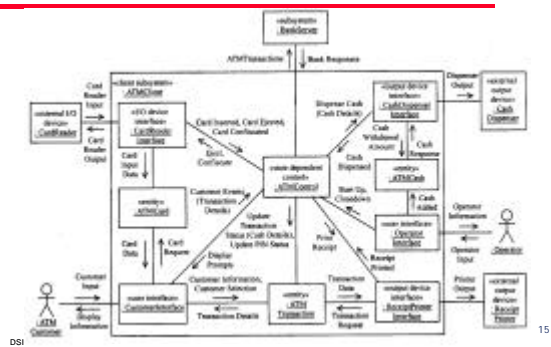 «subsystem»
: BankServer
ATMTransactions
Bank Responses
Card
Reader
Input
«client subsystem»
: ATMClient
«output device
interface»
: CashDispenser
Interface
Dispenser
Output
«external
output
device»
: Cash
Dispenser
«external I/O
device»
: CardReader
«I/O device
interface»
: CardReader
Interface
Card Inserted, Card Ejected,
Card Confiscated
Dispense Cash
(Cash Details)
Cash
Withdrawal
Amount
Cash
Response
Card
Reader
Output
Eject,
Confiscate
Cash
Dispensed
Card
Input
Data
«state dependent
control»
: ATMControl
«entity»
: ATMCash
Customer Events
(Transaction
Details)
Start Up,
Closedown
Cash
Added
«entity»
: ATMCard
Operator
Information
«user interface»
: Operator
Interface
: Operator
Update
Transaction
Status (Cash Details),
Update PIN Status
Print
Receipt
Operator
Input
Card
Data
Card
Request
Display
Prompts
Receipt
Printed
Customer
Input
Customer Information,
Customer Selection
Transaction
Data
Printer
Output
«user interface»
: CustomerInterface
«entity»
: ATM
Transaction
«output device
interface»
: ReceiptPrinter
Interface
«external
output
device»
: Receipt
Printer
: ATM
Customer
Display
Information
Transaction Details
Transaction
Request
15
DSI